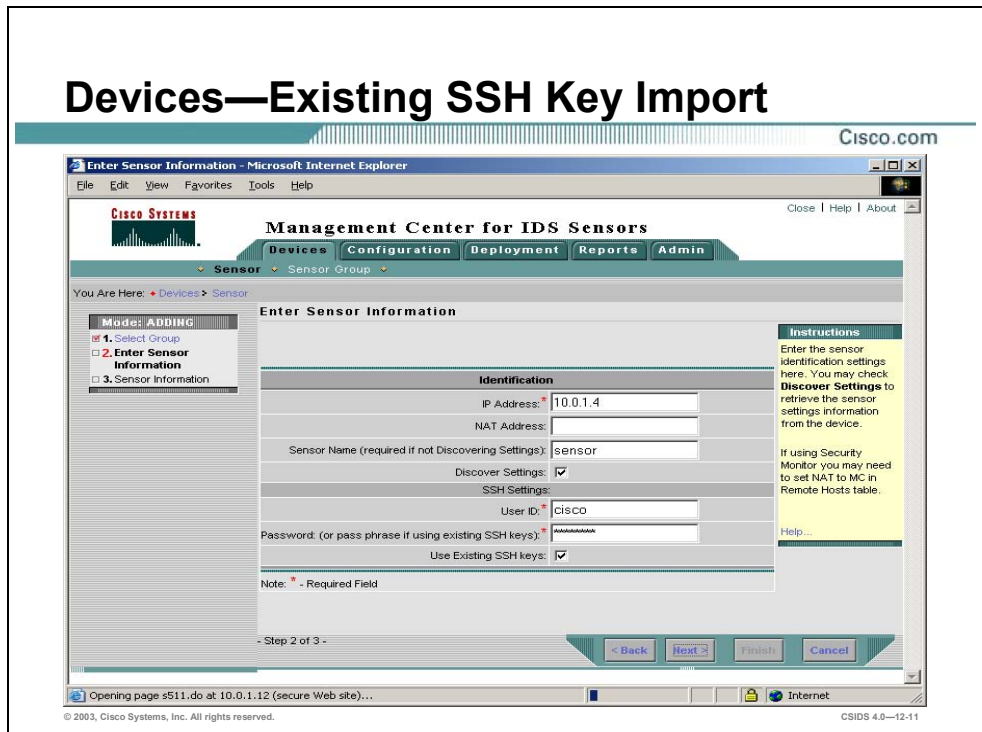 Devices—Existing SSH Key Import
Cisco.com
Enter Sensor Information - Microsoft Internet Explorer
File Edit View Favorites Tools Help
Close | Help | About
CISCO SYSTEMS
Management Center for IDS Sensors
Devices Configuration Deployment Reports Admin
Sensor Sensor Group
You Are Here: Devices > Sensor
Mode: ADDING
1. Select Group
2. Enter Sensor Information
3. Sensor Information
Enter Sensor Information
Identification
IP Address:* 10.0.1.4
NAT Address:
Sensor Name (required if not Discovering Settings): sensor
Discover Settings:
SSH Settings:
User ID:* cisco
Password: (or pass phrase if using existing SSH keys):* ********
Use Existing SSH keys:
Note: * - Required Field
Instructions
Enter the sensor
identification settings
here. You may check
Discover Settings to
retrieve the sensor
settings information
from the device.
If using Security
Monitor you may need
to set NAT to MC in
Remote Hosts table.
Help...
- Step 2 of 3 -
< Back Next > Finish Cancel
Opening page s511.do at 10.0.1.12 (secure Web site)...
Internet
© 2003, Cisco Systems, Inc. All rights reserved.
CSIDS 4.0—12-11